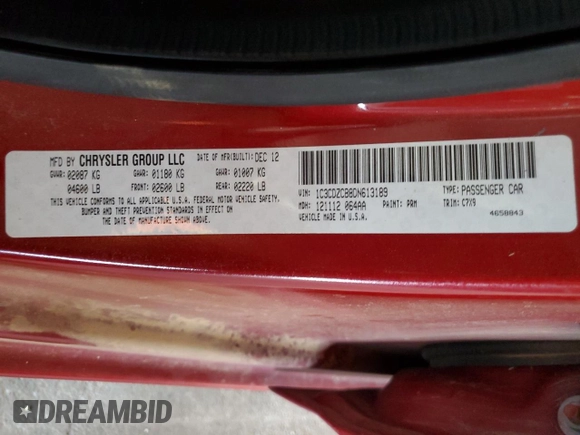 MFD BY CHRYSLER GROUP LLC DATE OF MFR(BUILT): DEC 12
GVWR: 02087 KG GAWR: 01180 KG GAWR: 01007 KG
04600 LB FRONT: 02600 LB REAR: 02220 LB
THIS VEHICLE CONFORMS TO ALL APPLICABLE U.S.A. FEDERAL MOTOR VEHICLE SAFETY,
BUMPER AND THEFT PREVENTION STANDARDS IN EFFECT ON
THE DATE OF MANUFACTURE SHOWN ABOVE.
VIN: 1C3CDZCB8DN613189 TYPE: PASSENGER CAR
MDH: 121112 064AA PAINT: PRM TRIM: C7X9
VEHICLE MADE IN U.S.A. 4658843
DREAMBID